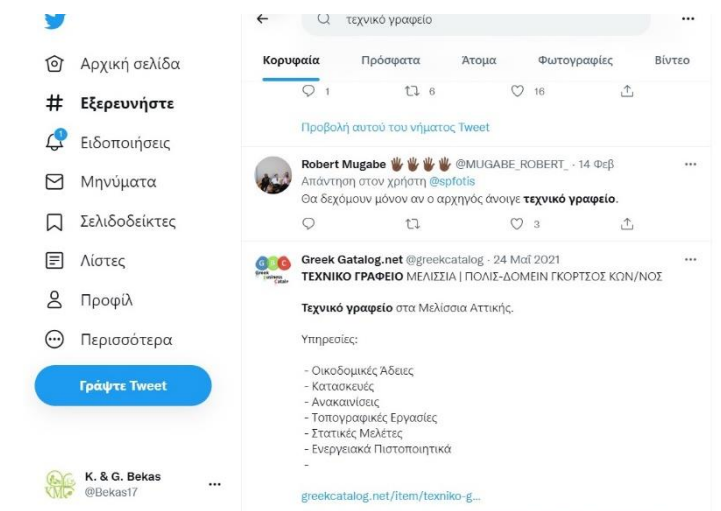 τεχνικό γραφείο
Αρχική σελίδα
Εξερευνήστε
1
Ειδοποιήσεις
Μηνύματα
Σελιδοδείκτες
Λίστες
Προφίλ
Περισσότερα
Γράψτε Tweet
K. & G. Bekas
@Bekas17
Κορυφαία Πρόσφατα Άτομα Φωτογραφίες Βίντεο
1 6 16
Προβολή αυτού του νήματος Tweet
Robert Mugabe 🖐🏾 🖐🏾 🖐🏾 🖐🏾 @MUGABE_ROBERT_ · 14 Φεβ
Απάντηση στον χρήστη @spfotis
Θα δεχόμουν μόνον αν ο αρχηγός άνοιγε τεχνικό γραφείο.
3
G B C
Greek
Catalog
Greek Gatalog.net @greekcatalog · 24 Μαΐ 2021
ΤΕΧΝΙΚΟ ΓΡΑΦΕΙΟ ΜΕΛΙΣΣΙΑ | ΠΟΛΙΣ-ΔΟΜΕΙΝ ΓΚΟΡΤΣΟΣ ΚΩΝ/ΝΟΣ
Τεχνικό γραφείο στα Μελίσσια Αττικής.
Υπηρεσίες:
- Οικοδομικές Άδειες
- Κατασκευές
- Ανακαινίσεις
- Τοπογραφικές Εργασίες
- Στατικές Μελέτες
- Ενεργειακά Πιστοποιητικά
-
greekcatalog.net/item/texniko-g...